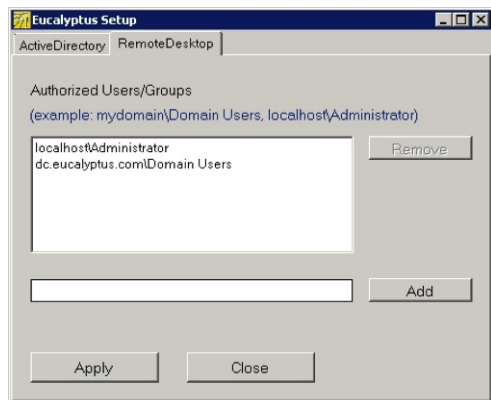 Eucalyptus Setup
ActiveDirectory RemoteDesktop
Authorized Users/Groups
(example: mydomain\Domain Users, localhost\Administrator)
localhost\Administrator
dc.eucalyptus.com\Domain Users
Remove
Add
Apply Close